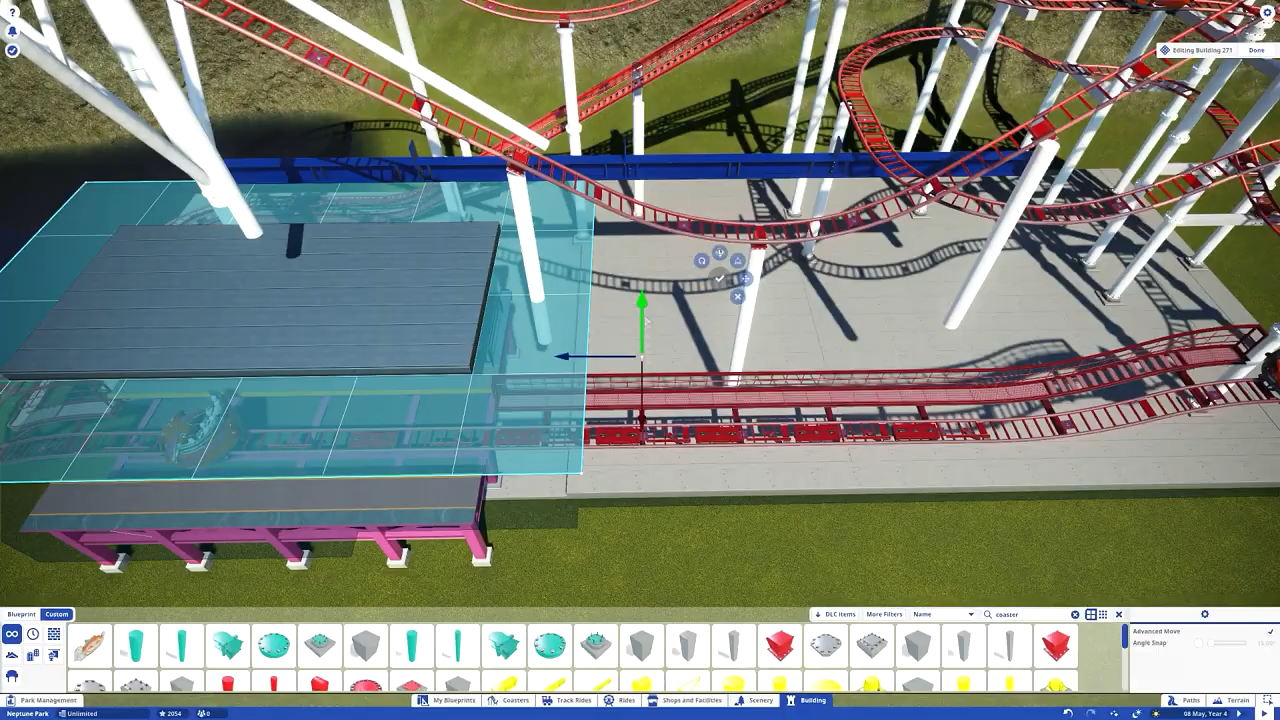 ?
Editing Building 271 Done
Blueprint Custom
DLC Items More Filters Name coaster
Advanced Move
Angle Snap
Park Management My Blueprints Coasters Track Rides Rides Shops and Facilities Scenery Building Paths Terrain
Neptune Park Unlimited 2054 0 08 May, Year 4